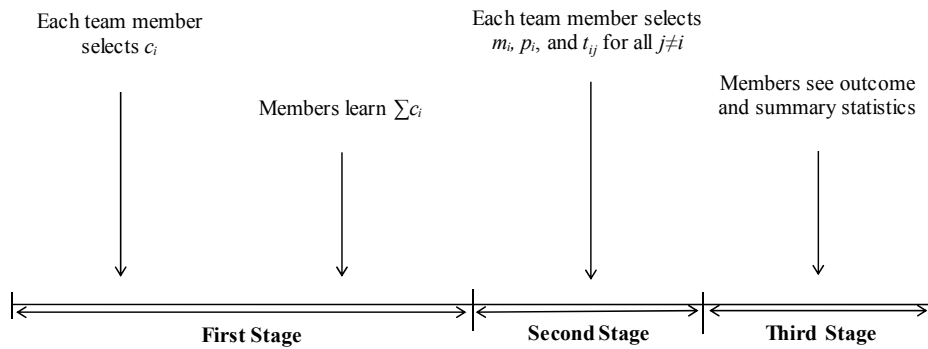 Each team member
selects cᵢ
Members learn ∑cᵢ
Each team member selects
mᵢ, pᵢ, and tᵢⱼ for all j≠i
Members see outcome
and summary statistics
First Stage
Second Stage
Third Stage